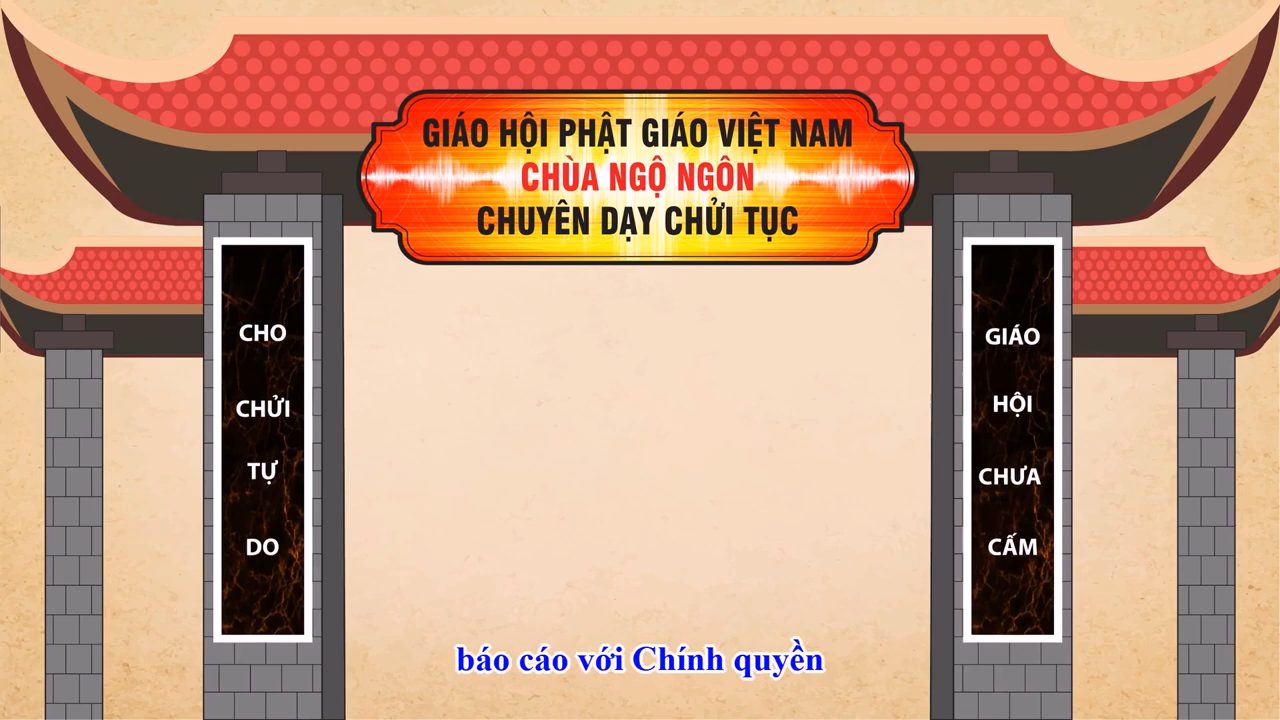 GIÁO HỘI PHẬT GIÁO VIỆT NAM
CHÙA NGỘ NGÔN
CHUYÊN DẠY CHỬI TỤC
CHO
CHỬI
TỰ
DO
GIÁO
HỘI
CHƯA
CẤM
báo cáo với Chính quyền